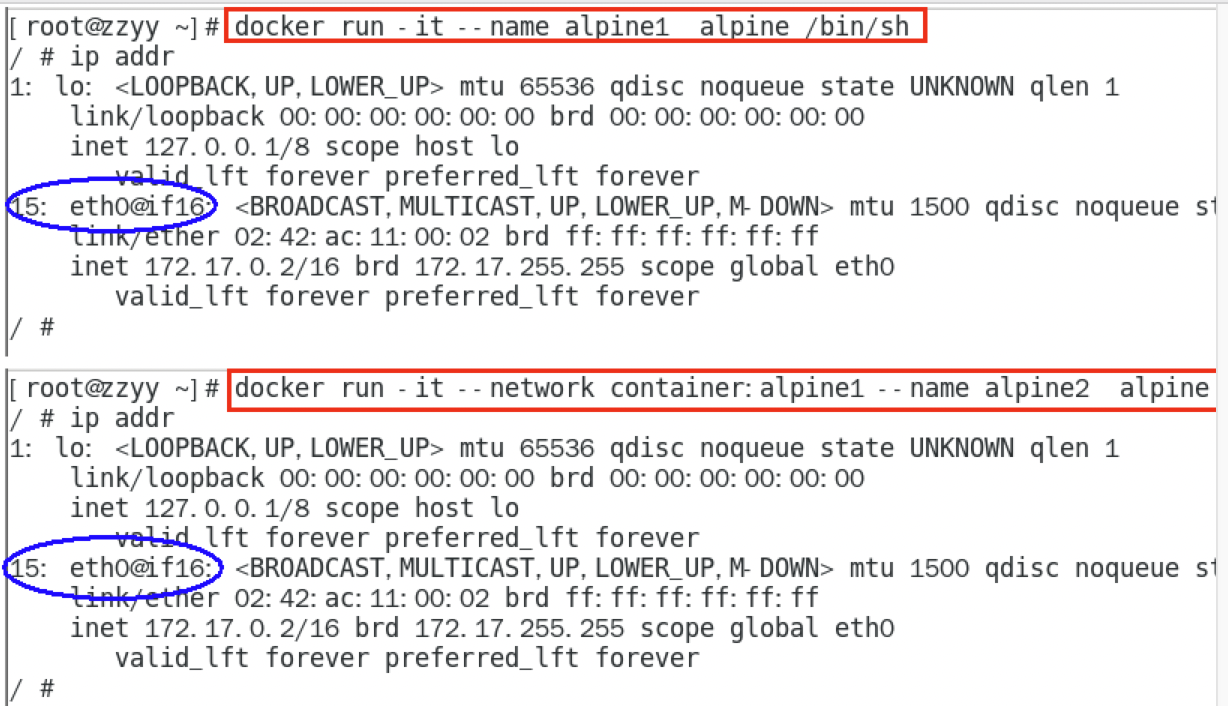 [root@zzyy ~]# docker run -it --name alpine1  alpine /bin/sh
/ # ip addr
1: lo: <LOOPBACK,UP,LOWER_UP> mtu 65536 qdisc noqueue state UNKNOWN qlen 1
    link/loopback 00:00:00:00:00:00 brd 00:00:00:00:00:00
    inet 127.0.0.1/8 scope host lo
       valid_lft forever preferred_lft forever
15: eth0@if16: <BROADCAST,MULTICAST,UP,LOWER_UP,M-DOWN> mtu 1500 qdisc noqueue st
    link/ether 02:42:ac:11:00:02 brd ff:ff:ff:ff:ff:ff
    inet 172.17.0.2/16 brd 172.17.255.255 scope global eth0
       valid_lft forever preferred_lft forever
/ #
[root@zzyy ~]# docker run -it --network container:alpine1 --name alpine2  alpine
/ # ip addr
1: lo: <LOOPBACK,UP,LOWER_UP> mtu 65536 qdisc noqueue state UNKNOWN qlen 1
    link/loopback 00:00:00:00:00:00 brd 00:00:00:00:00:00
    inet 127.0.0.1/8 scope host lo
       valid_lft forever preferred_lft forever
15: eth0@if16: <BROADCAST,MULTICAST,UP,LOWER_UP,M-DOWN> mtu 1500 qdisc noqueue st
    link/ether 02:42:ac:11:00:02 brd ff:ff:ff:ff:ff:ff
    inet 172.17.0.2/16 brd 172.17.255.255 scope global eth0
       valid_lft forever preferred_lft forever
/ #